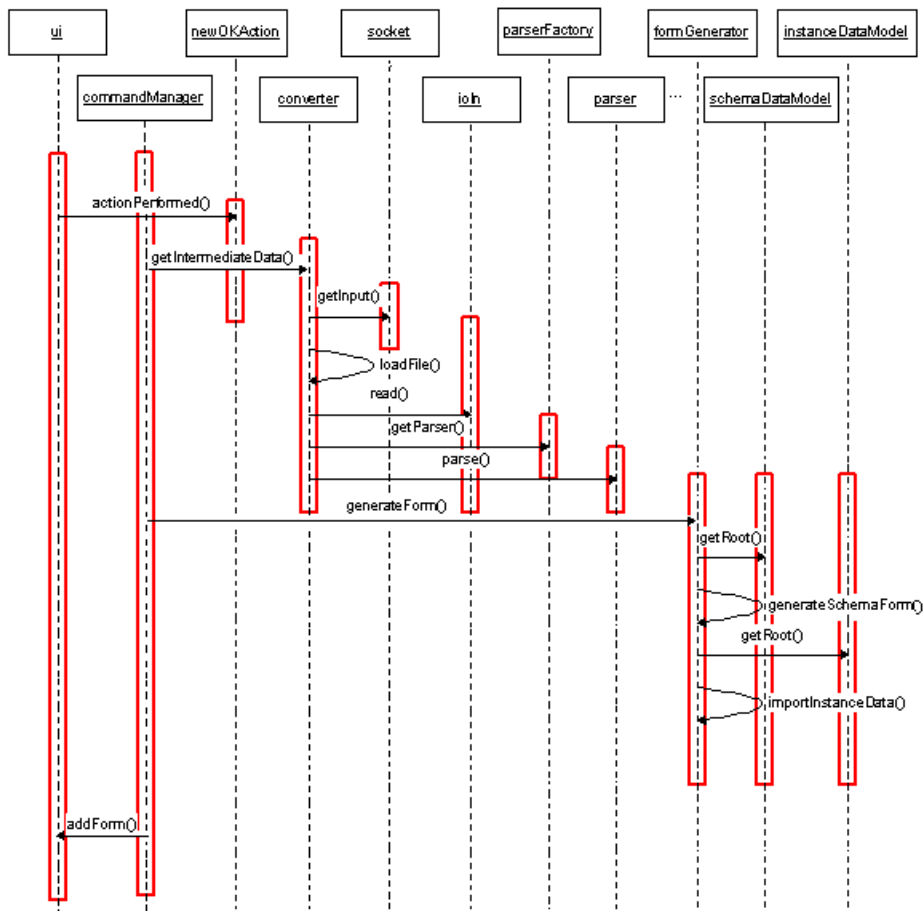 ui
newOKAction
socket
parserFactory
formGenerator
instanceDataModel
commandManager
converter
ioIn
parser
...
schemaDataModel
actionPerformed()
getIntermediateData()
getInput()
loadFile()
read()
getParser()
parse()
generateForm()
getRoot()
generateSchemaForm()
getRoot()
importInstanceData()
addForm()